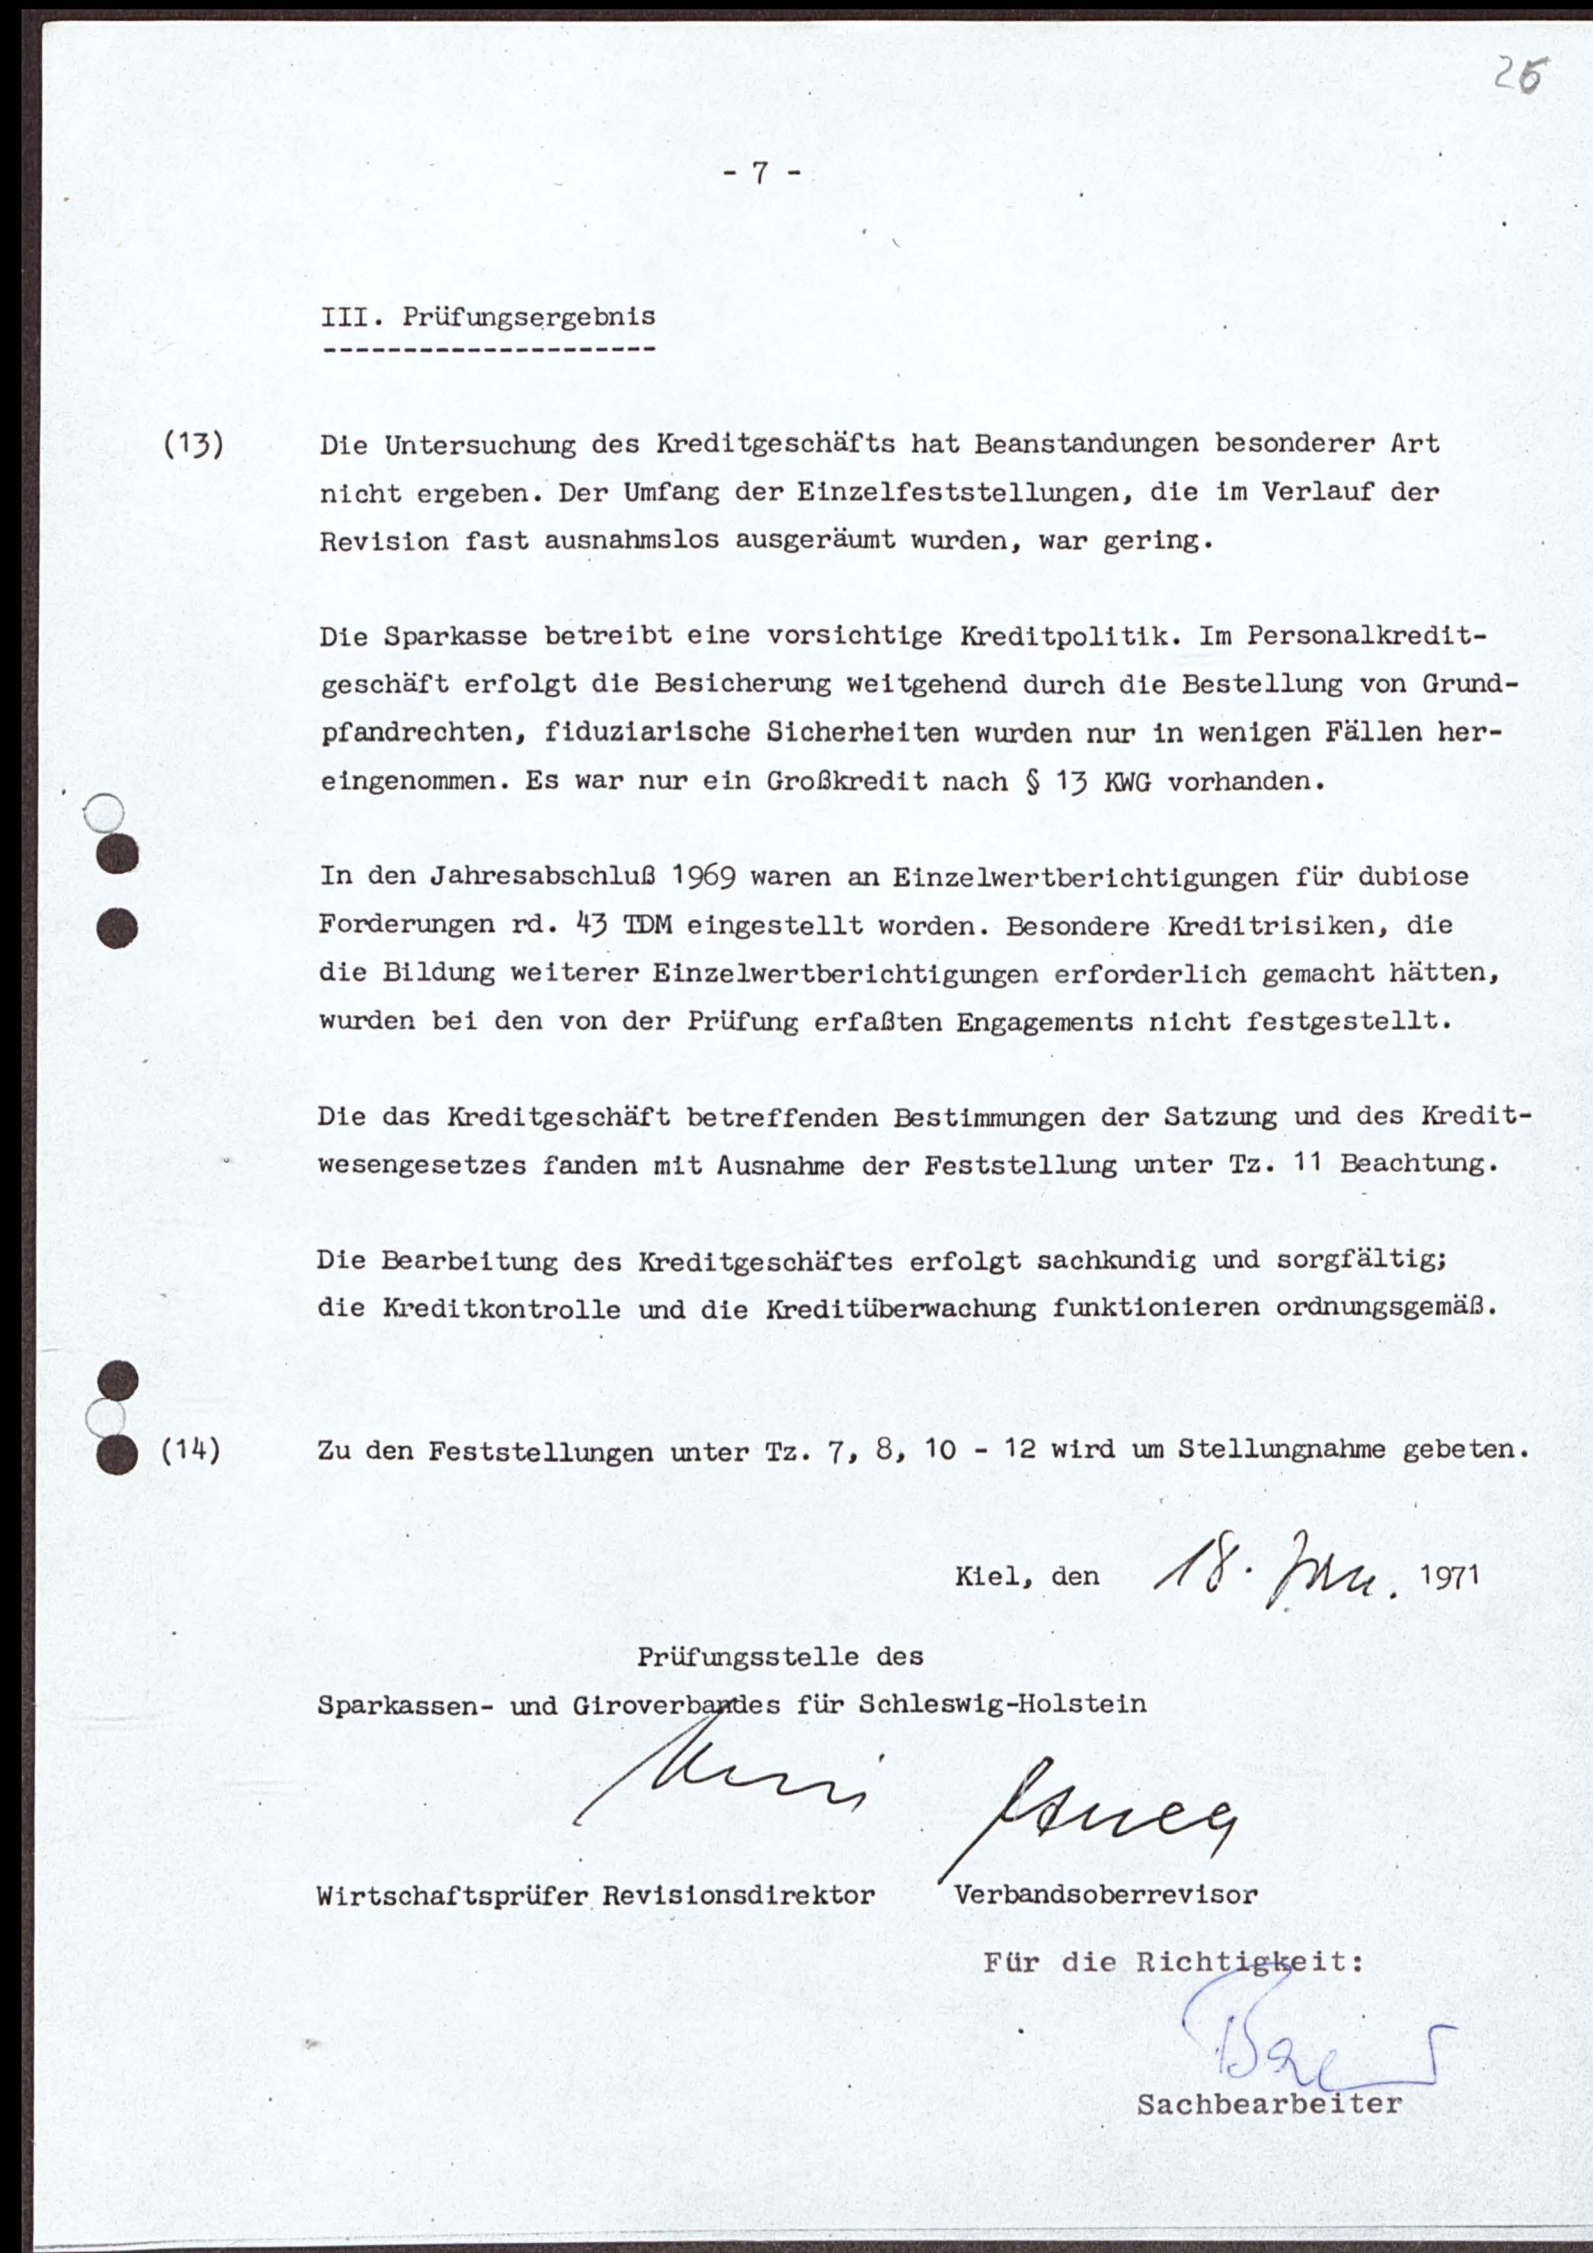 26
- 7 -
III. Prüfungsergebnis
(13) Die Untersuchung des Kreditgeschäfts hat Beanstandungen besonderer Art
nicht ergeben. Der Umfang der Einzelfeststellungen, die im Verlauf der
Revision fast ausnahmslos ausgeräumt wurden, war gering.
Die Sparkasse betreibt eine vorsichtige Kreditpolitik. Im Personalkredit-
geschäft erfolgt die Besicherung weitgehend durch die Bestellung von Grund-
pfandrechten, fiduziarische Sicherheiten wurden nur in wenigen Fällen her-
eingenommen. Es war nur ein Großkredit nach § 13 KWG vorhanden.
In den Jahresabschluß 1969 waren an Einzelwertberichtigungen für dubiose
Forderungen rd. 43 TDM eingestellt worden. Besondere Kreditrisiken, die
die Bildung weiterer Einzelwertberichtigungen erforderlich gemacht hätten,
wurden bei den von der Prüfung erfaßten Engagements nicht festgestellt.
Die das Kreditgeschäft betreffenden Bestimmungen der Satzung und des Kredit-
wesengesetzes fanden mit Ausnahme der Feststellung unter Tz. 11 Beachtung.
Die Bearbeitung des Kreditgeschäftes erfolgt sachkundig und sorgfältig;
die Kreditkontrolle und die Kreditüberwachung funktionieren ordnungsgemäß.
(14) Zu den Feststellungen unter Tz. 7, 8, 10 - 12 wird um Stellungnahme gebeten.
Kiel, den 18. Jan. 1971
Prüfungsstelle des
Sparkassen- und Giroverbandes für Schleswig-Holstein
Wirtschaftsprüfer Revisionsdirektor Verbandsoberrevisor
Für die Richtigkeit:
Sachbearbeiter